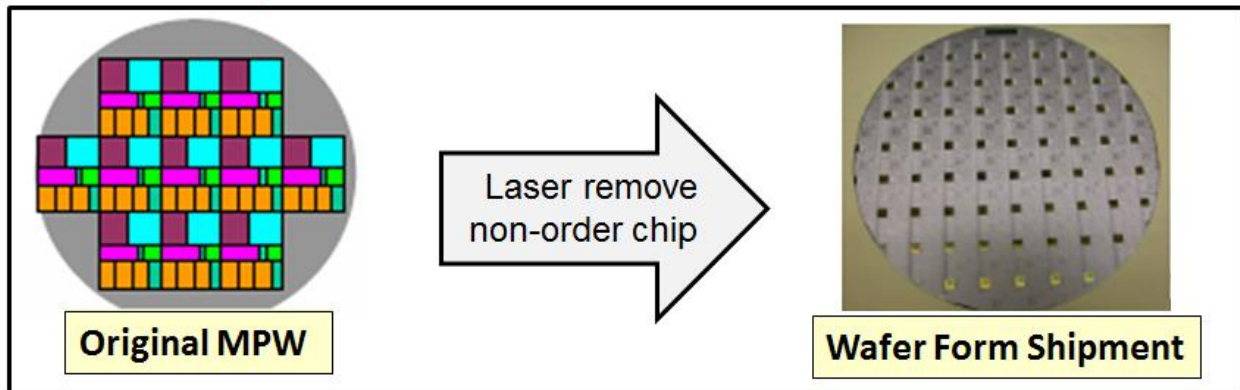 Laser remove
non-order chip
Original MPW
Wafer Form Shipment